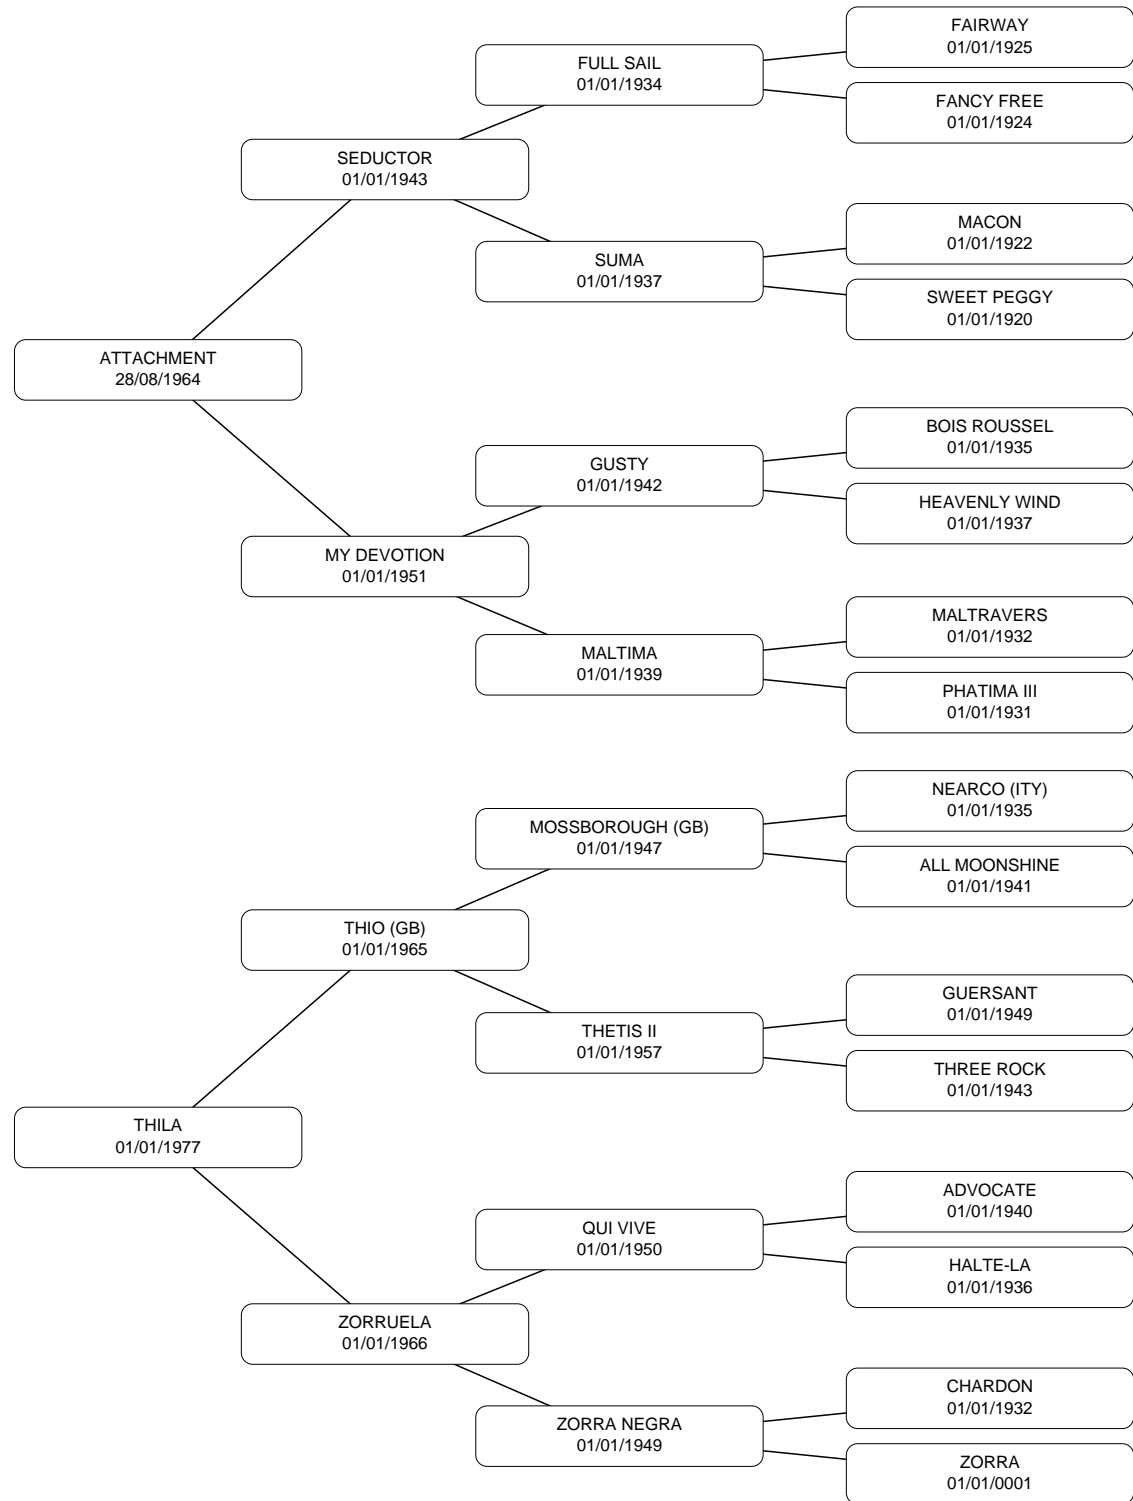 FAIRWAY
01/01/1925
FULL SAIL
01/01/1934
FANCY FREE
01/01/1924
SEDUCTOR
01/01/1943
MACON
01/01/1922
SUMA
01/01/1937
SWEET PEGGY
01/01/1920
ATTACHMENT
28/08/1964
BOIS ROUSSEL
01/01/1935
GUSTY
01/01/1942
HEAVENLY WIND
01/01/1937
MY DEVOTION
01/01/1951
MALTRAVERS
01/01/1932
MALTIMA
01/01/1939
PHATIMA III
01/01/1931
NEARCO (ITY)
01/01/1935
MOSSBOROUGH (GB)
01/01/1947
ALL MOONSHINE
01/01/1941
THIO (GB)
01/01/1965
GUERSANT
01/01/1949
THETIS II
01/01/1957
THREE ROCK
01/01/1943
THILA
01/01/1977
ADVOCATE
01/01/1940
QUI VIVE
01/01/1950
HALTE-LA
01/01/1936
ZORRUELA
01/01/1966
CHARDON
01/01/1932
ZORRA NEGRA
01/01/1949
ZORRA
01/01/0001